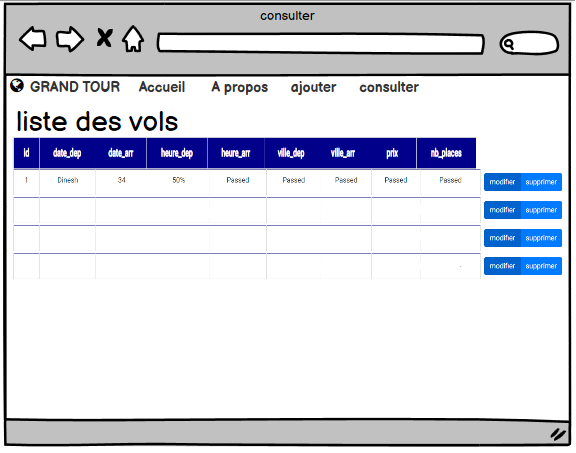 consulter
GRAND TOUR Accueil A propos ajouter consulter
liste des vols
id date_dep date_arr heure_dep heure_arr ville_dep ville_arr prix nb_places
1 Dinesh 34 50% Passed Passed Passed Passed Passed modifier supprimer
modifier supprimer
modifier supprimer
modifier supprimer